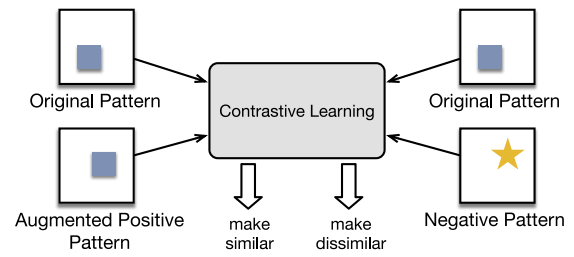 Original Pattern
Contrastive Learning
Original Pattern
Augmented Positive
Pattern
make
similar
make
dissimilar
Negative Pattern